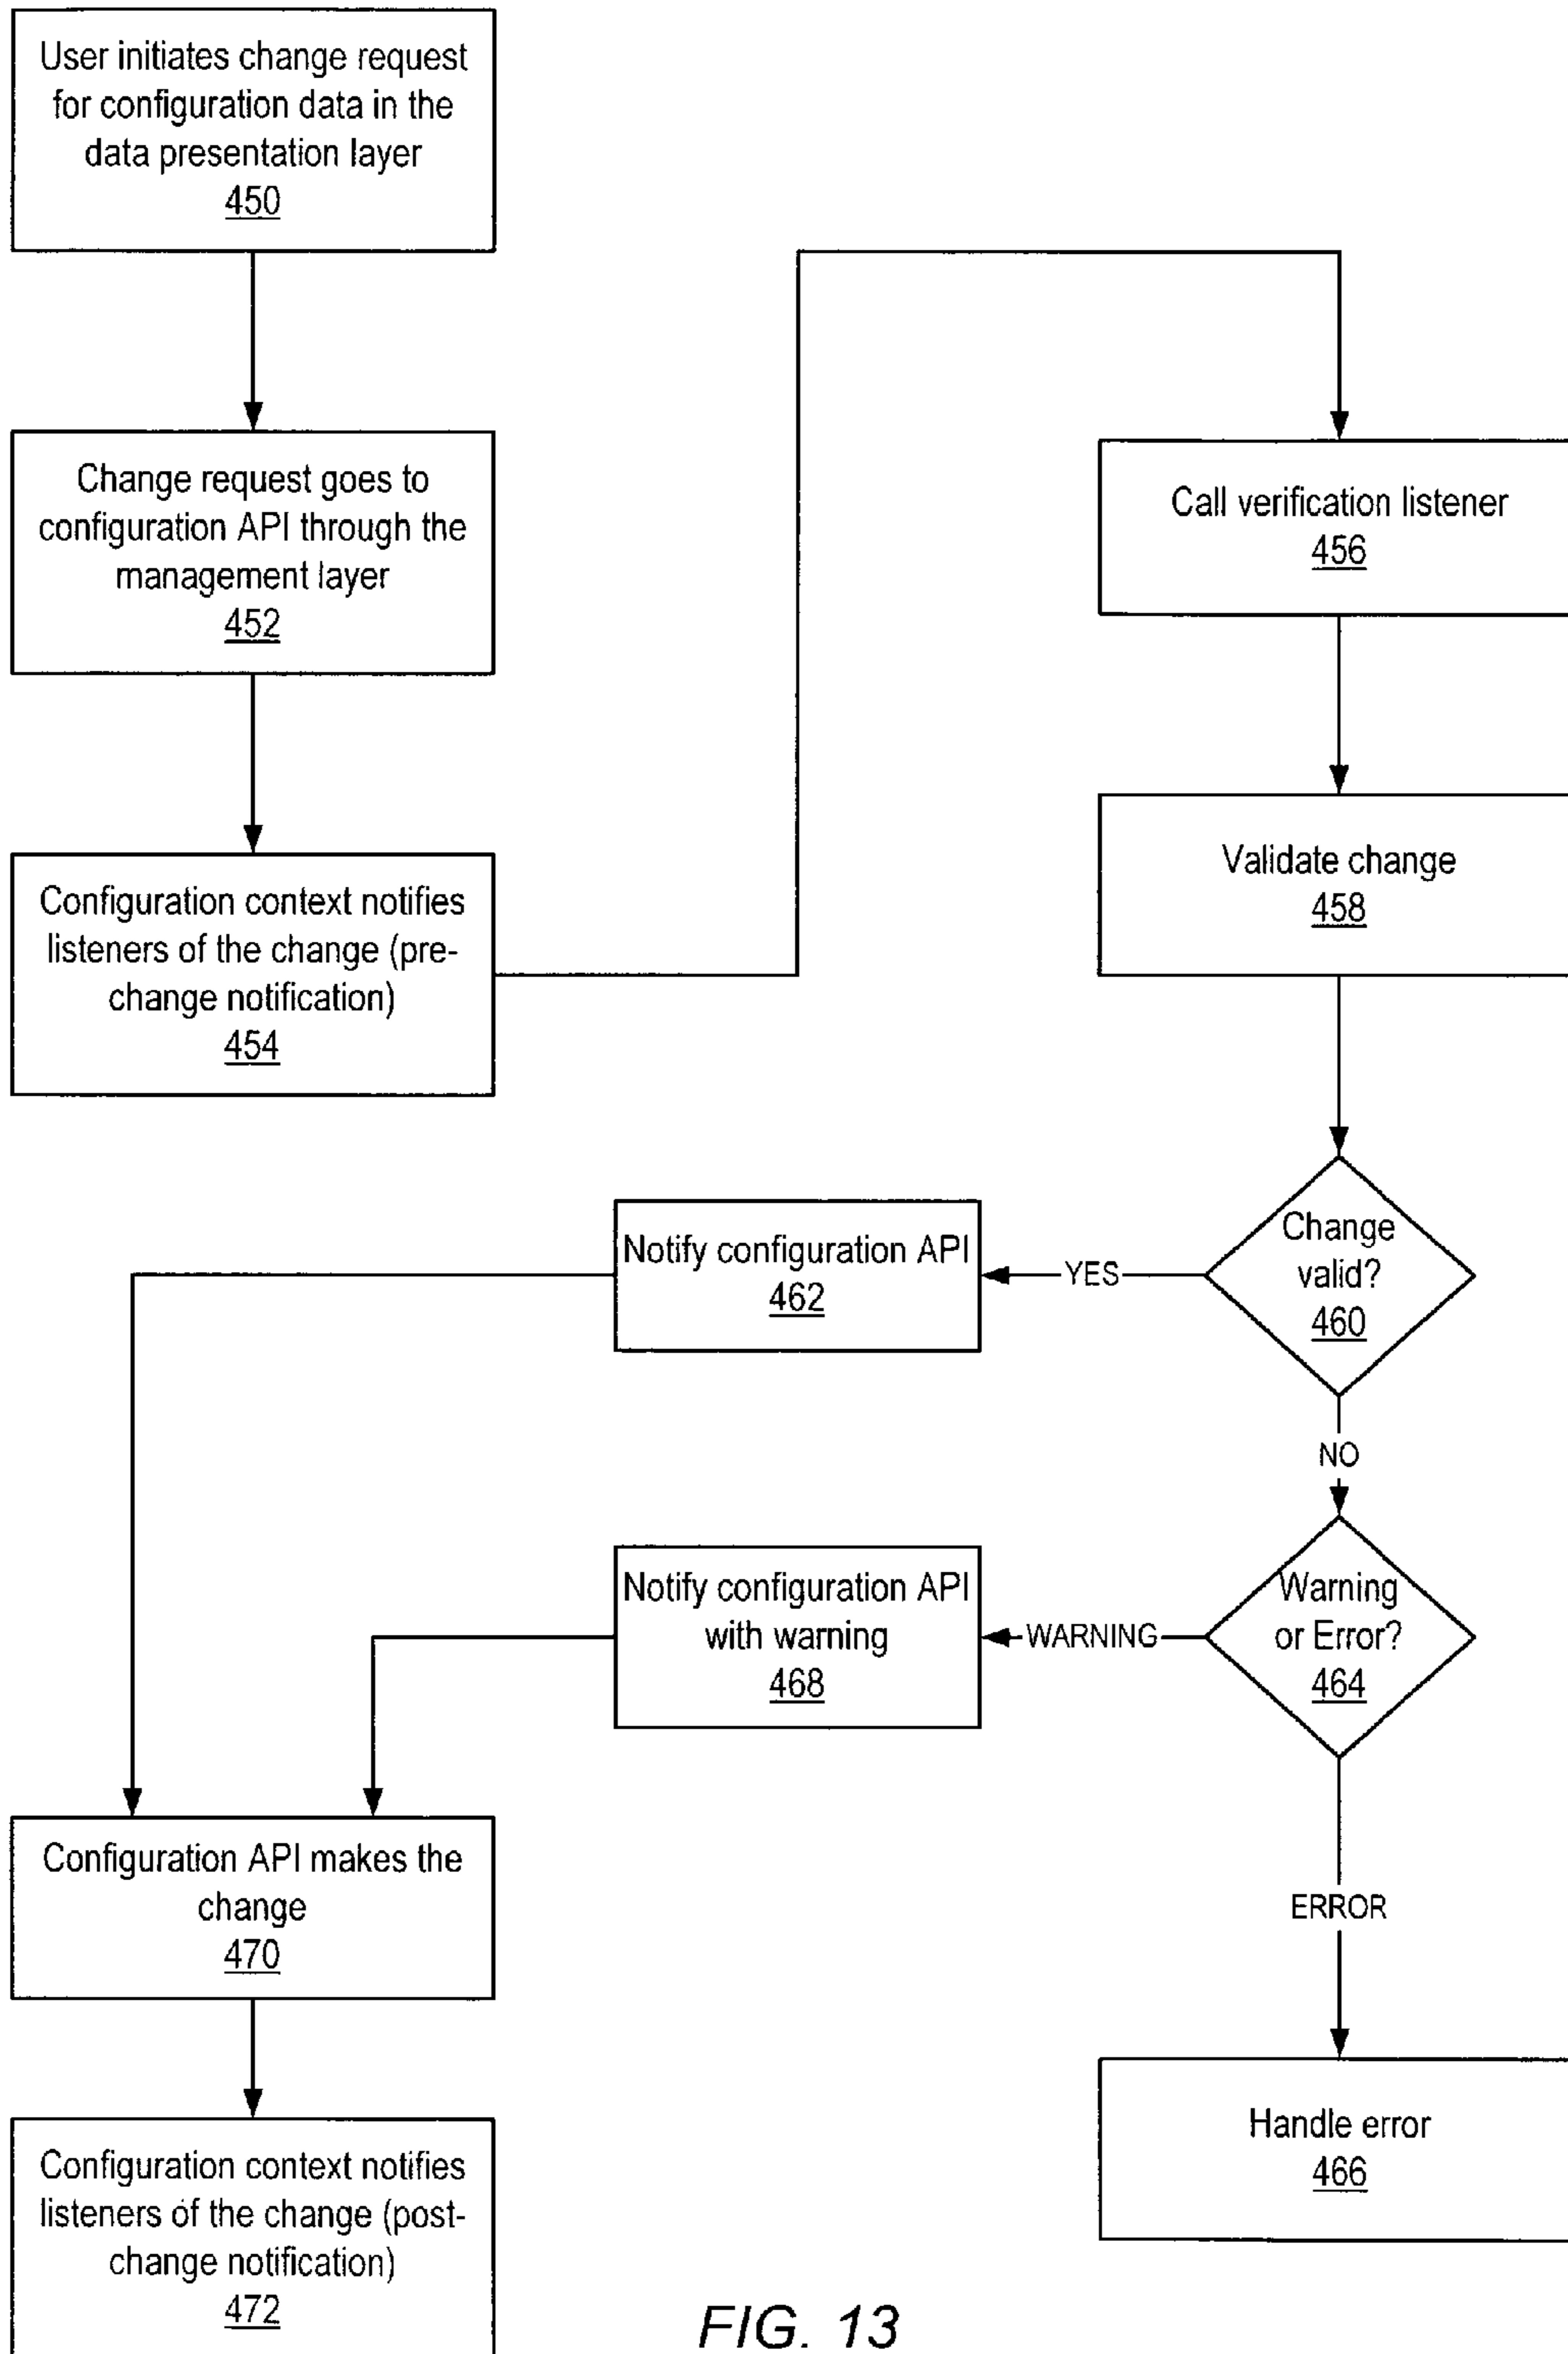 User initiates change request
for configuration data in the
data presentation layer
450
Change request goes to
configuration API through the
management layer
452
Configuration context notifies
listeners of the change (pre-
change notification)
454
Call verification listener
456
Validate change
458
Change
valid?
460
YES
Notify configuration API
462
NO
Warning
or Error?
464
WARNING
Notify configuration API
with warning
468
ERROR
Handle error
466
Configuration API makes the
change
470
Configuration context notifies
listeners of the change (post-
change notification)
472
FIG. 13